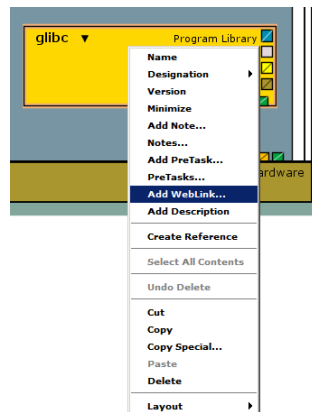 glibc ▼ Program Library
Name
Designation
Version
Minimize
Add Note...
Notes...
Add PreTask...
PreTasks...
ardware
Add WebLink...
Add Description
Create Reference
Select All Contents
Undo Delete
Cut
Copy
Copy Special...
Paste
Delete
Layout